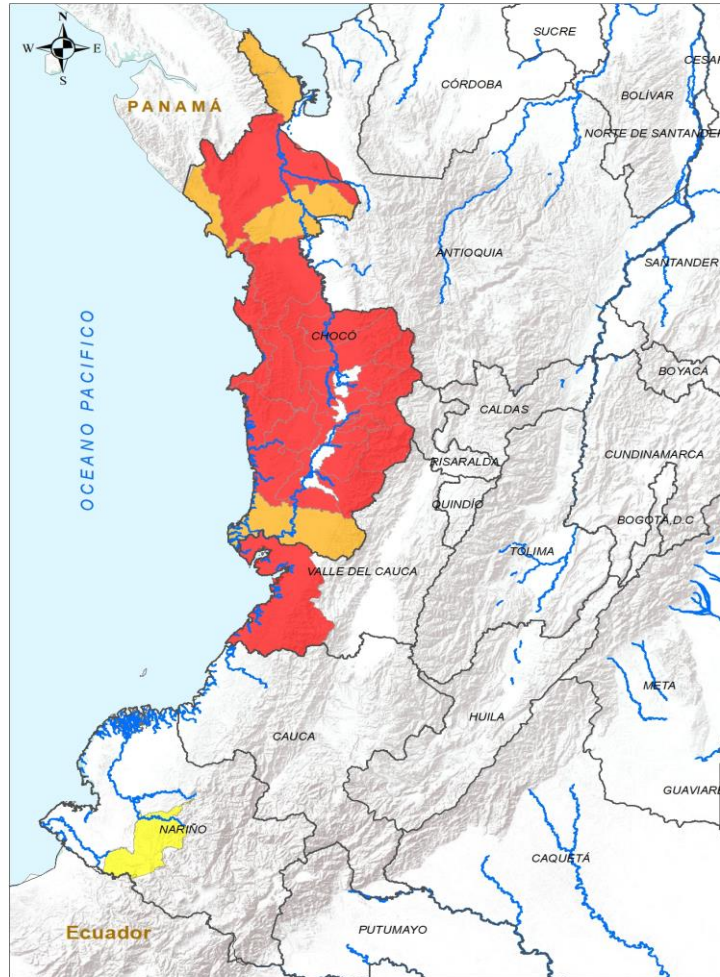 SUCRE
N
W E
S
CESAR
CÓRDOBA
BOLÍVAR
PANAMÁ
NORTE DE SANTANDER
ANTIOQUIA
SANTANDER
OCEANO PACIFICO
CHOCÓ
BOYACÁ
CALDAS
CUNDINAMARCA
RISARALDA
QUINDÍO
BOGOTÁ, D.C
TOLIMA
VALLE DEL CAUCA
META
HUILA
CAUCA
GUAVIARE
NARIÑO
CAQUETÁ
Ecuador
PUTUMAYO